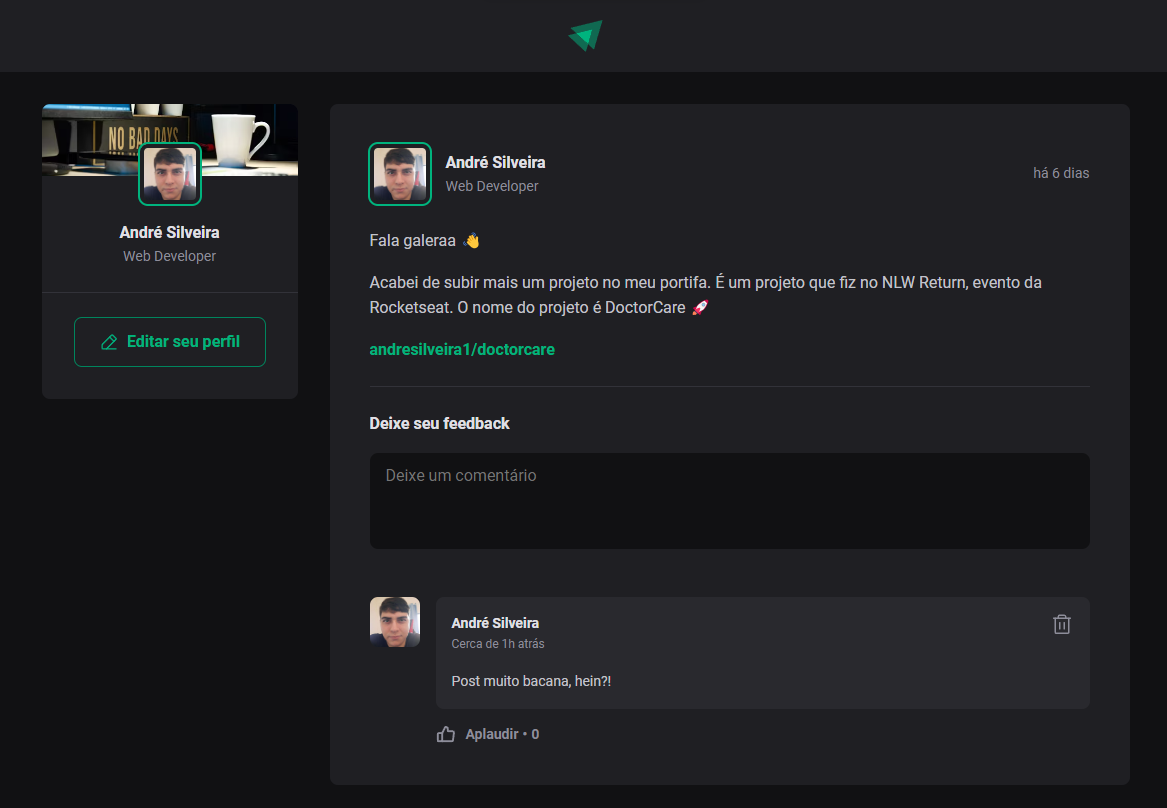 NO BAD DAYS
André Silveira
Web Developer
Editar seu perfil
André Silveira
Web Developer
há 6 dias
Fala galeraa 👋
Acabei de subir mais um projeto no meu portifa. É um projeto que fiz no NLW Return, evento da
Rocketseat. O nome do projeto é DoctorCare 🚀
andresilveira1/doctorcare
Deixe seu feedback
Deixe um comentário
André Silveira
Cerca de 1h atrás
Post muito bacana, hein?!
Aplaudir • 0